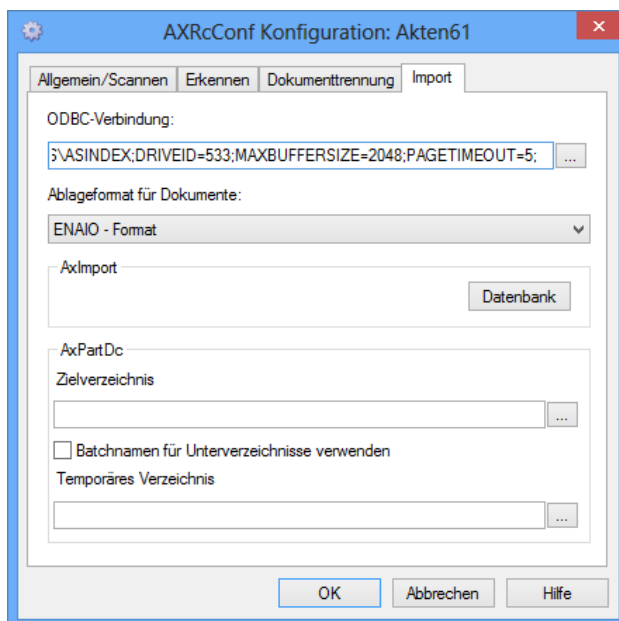 AXRcConf Konfiguration: Akten61
Allgemein/Scannen Erkennen Dokumenttrennung Import
ODBC-Verbindung:
S\ASINDEX;DRIVEID=533;MAXBUFFERSIZE=2048;PAGETIMEOUT=5; ...
Ablageformat für Dokumente:
ENAIO - Format
AxImport
Datenbank
AxPartDc
Zielverzeichnis
...
Batchnamen für Unterverzeichnisse verwenden
Temporäres Verzeichnis
...
OK Abbrechen Hilfe